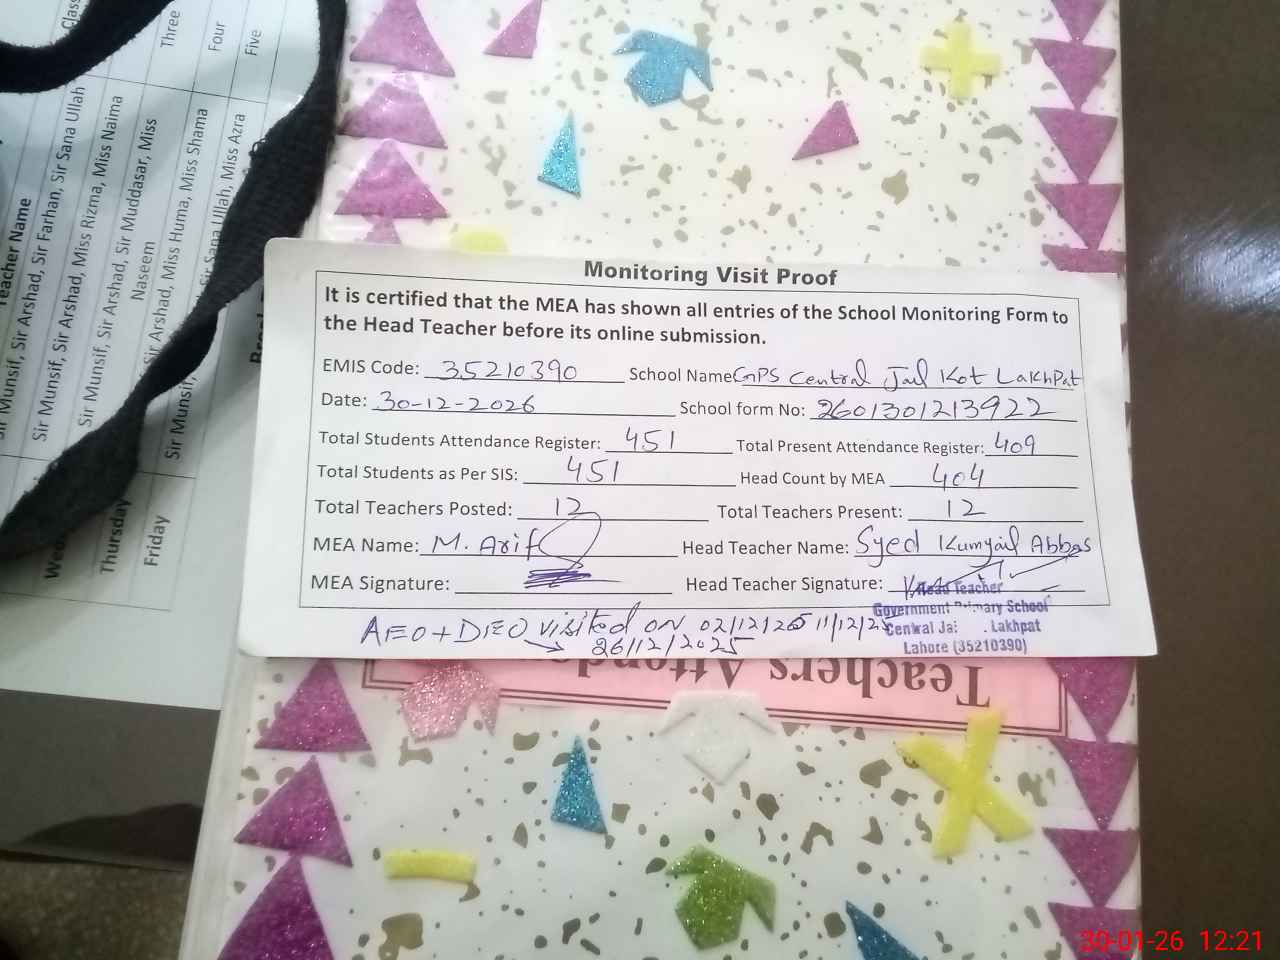 Monitoring Visit Proof
It is certified that the MEA has shown all entries of the School Monitoring Form to
the Head Teacher before its online submission.
EMIS Code: 35210390 School Name GPS Central Jail Kot Lakhpat
Date: 30-12-2026 School form No: 2601301213922
Total Students Attendance Register: 451 Total Present Attendance Register: 409
Total Students as Per SIS: 451 Head Count by MEA 404
Total Teachers Posted: 12 Total Teachers Present: 12
MEA Name: M. Arif Head Teacher Name: Syed Kumyail Abbas
MEA Signature: Head Teacher Signature:
Head Teacher
Government Primary School
Central Lakhpat
Lahore (35210390)
AEO + DEO visited on 02/12/25 11/12/25
26/12/2025
Teachers
Teacher Name
Sir Munsif, Sir Arshad, Sir Farhan, Sir Sana Ullah
Three
Sir Munsif, Sir Arshad, Miss Rizma, Miss Naima
Four
Sir Munsif, Sir Arshad, Sir Muddasar, Miss
Naseem
Five
Thursday
Sir Arshad, Miss Huma, Miss Shama
Friday
Sir Munsif, Sir Sana Ullah, Miss Azra
30-01-26 12:21